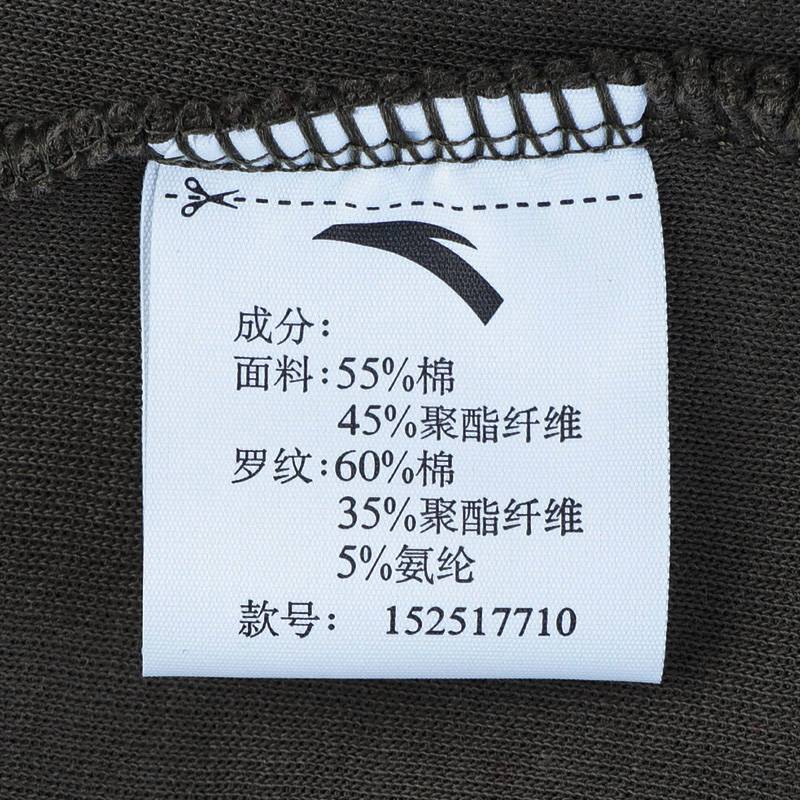 成分：
面料：55%棉
45%聚酯纤维
罗纹：60%棉
35%聚酯纤维
5%氨纶
款号： 152517710